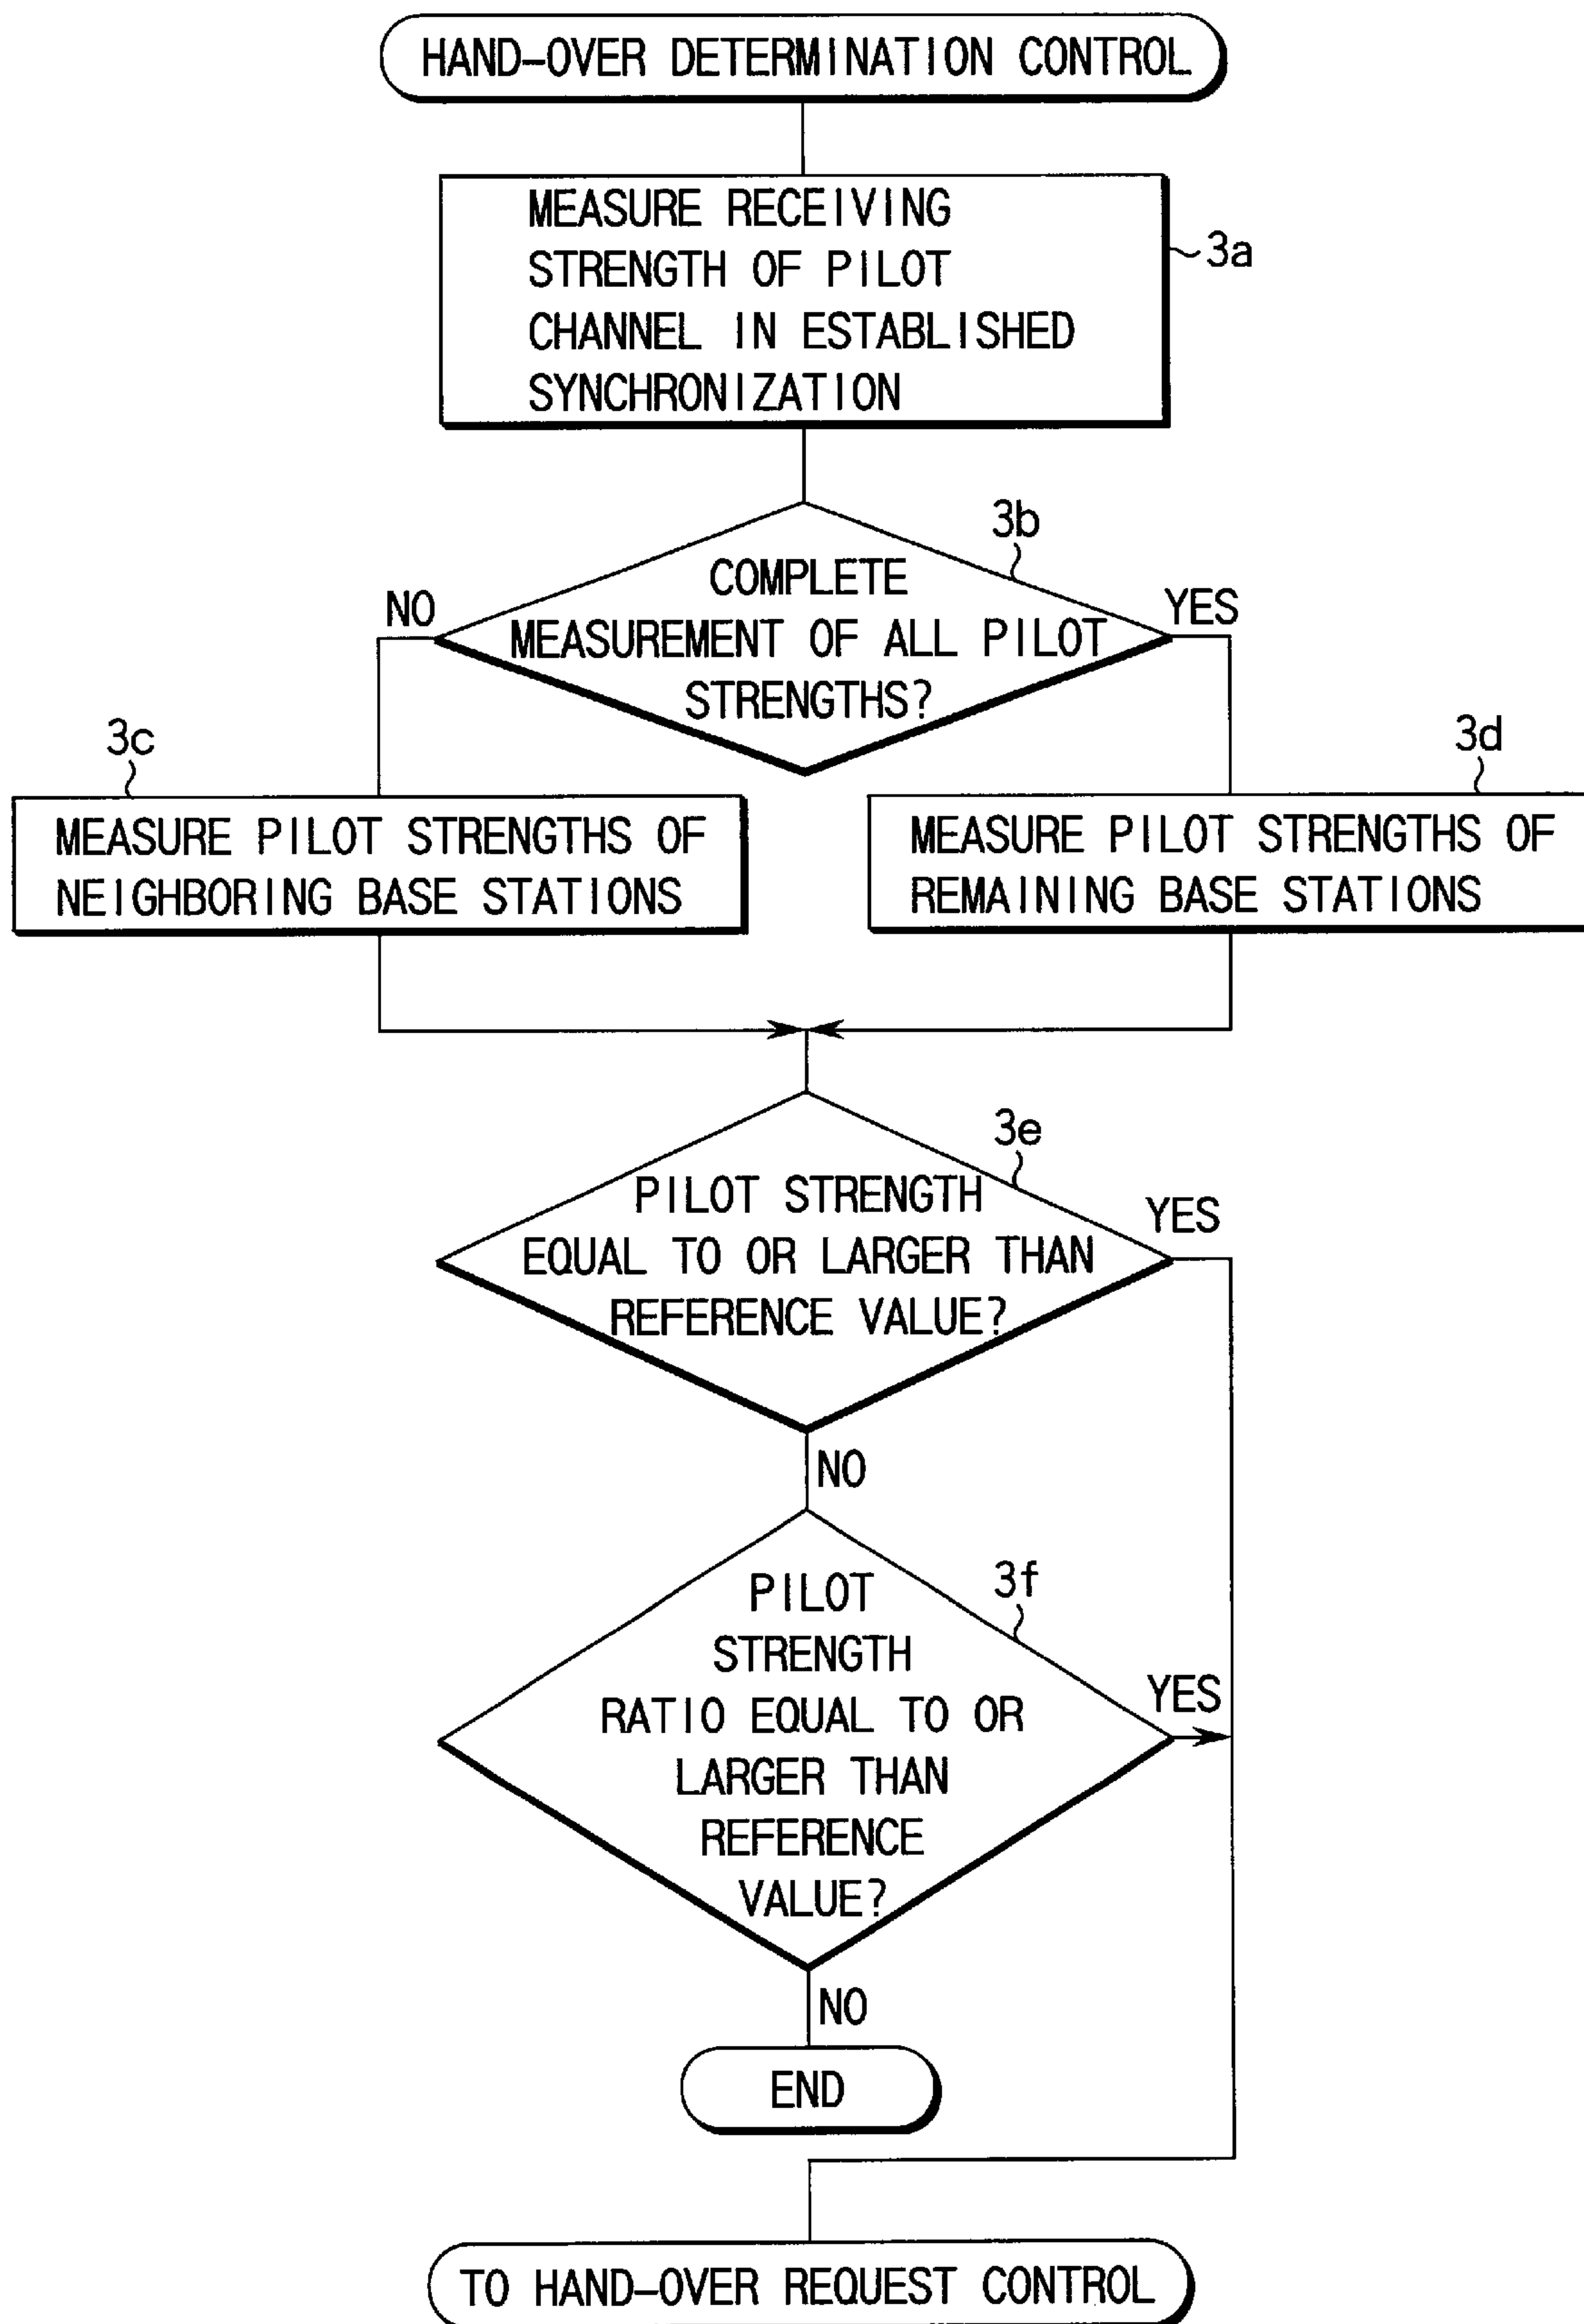 HAND-OVER DETERMINATION CONTROL
MEASURE RECEIVING
STRENGTH OF PILOT
CHANNEL IN ESTABLISHED
SYNCHRONIZATION
3a
3b
COMPLETE
MEASUREMENT OF ALL PILOT
STRENGTHS?
NO
YES
3c
MEASURE PILOT STRENGTHS OF
NEIGHBORING BASE STATIONS
3d
MEASURE PILOT STRENGTHS OF
REMAINING BASE STATIONS
3e
PILOT STRENGTH
EQUAL TO OR LARGER THAN
REFERENCE VALUE?
YES
NO
3f
PILOT
STRENGTH
RATIO EQUAL TO OR
LARGER THAN
REFERENCE
VALUE?
YES
NO
END
TO HAND-OVER REQUEST CONTROL